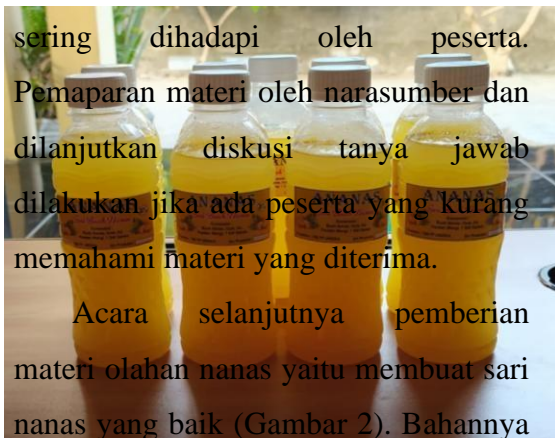 sering dihadapi oleh peserta.
Pemaparan materi oleh narasumber dan
dilanjutkan diskusi tanya jawab
dilakukan jika ada peserta yang kurang
memahami materi yang diterima.
Acara selanjutnya pemberian
materi olahan nanas yaitu membuat sari
nanas yang baik (Gambar 2). Bahannya
ANANAS
ANANAS